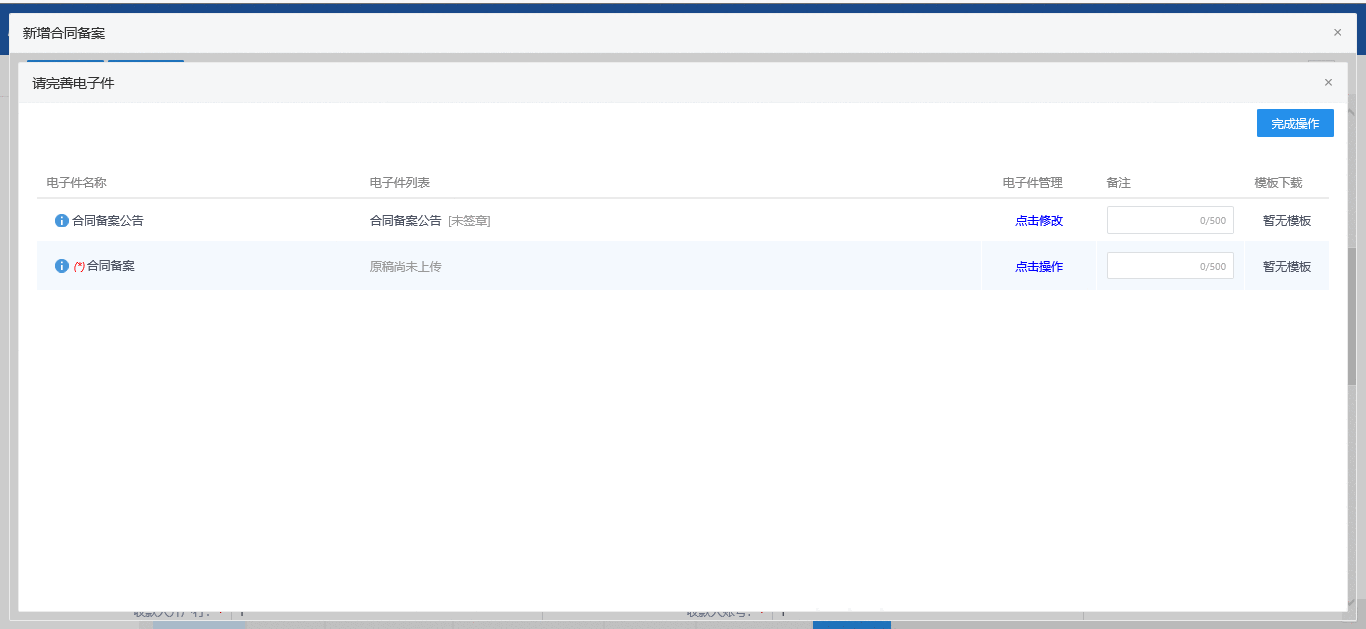 新增合同备案 ×
请完善电子件 ×
完成操作
电子件名称 电子件列表 电子件管理 备注 模板下载
合同备案公告 合同备案公告 [未签章] 点击修改 0/500 暂无模板
(*)合同备案 原稿尚未上传 点击操作 0/500 暂无模板